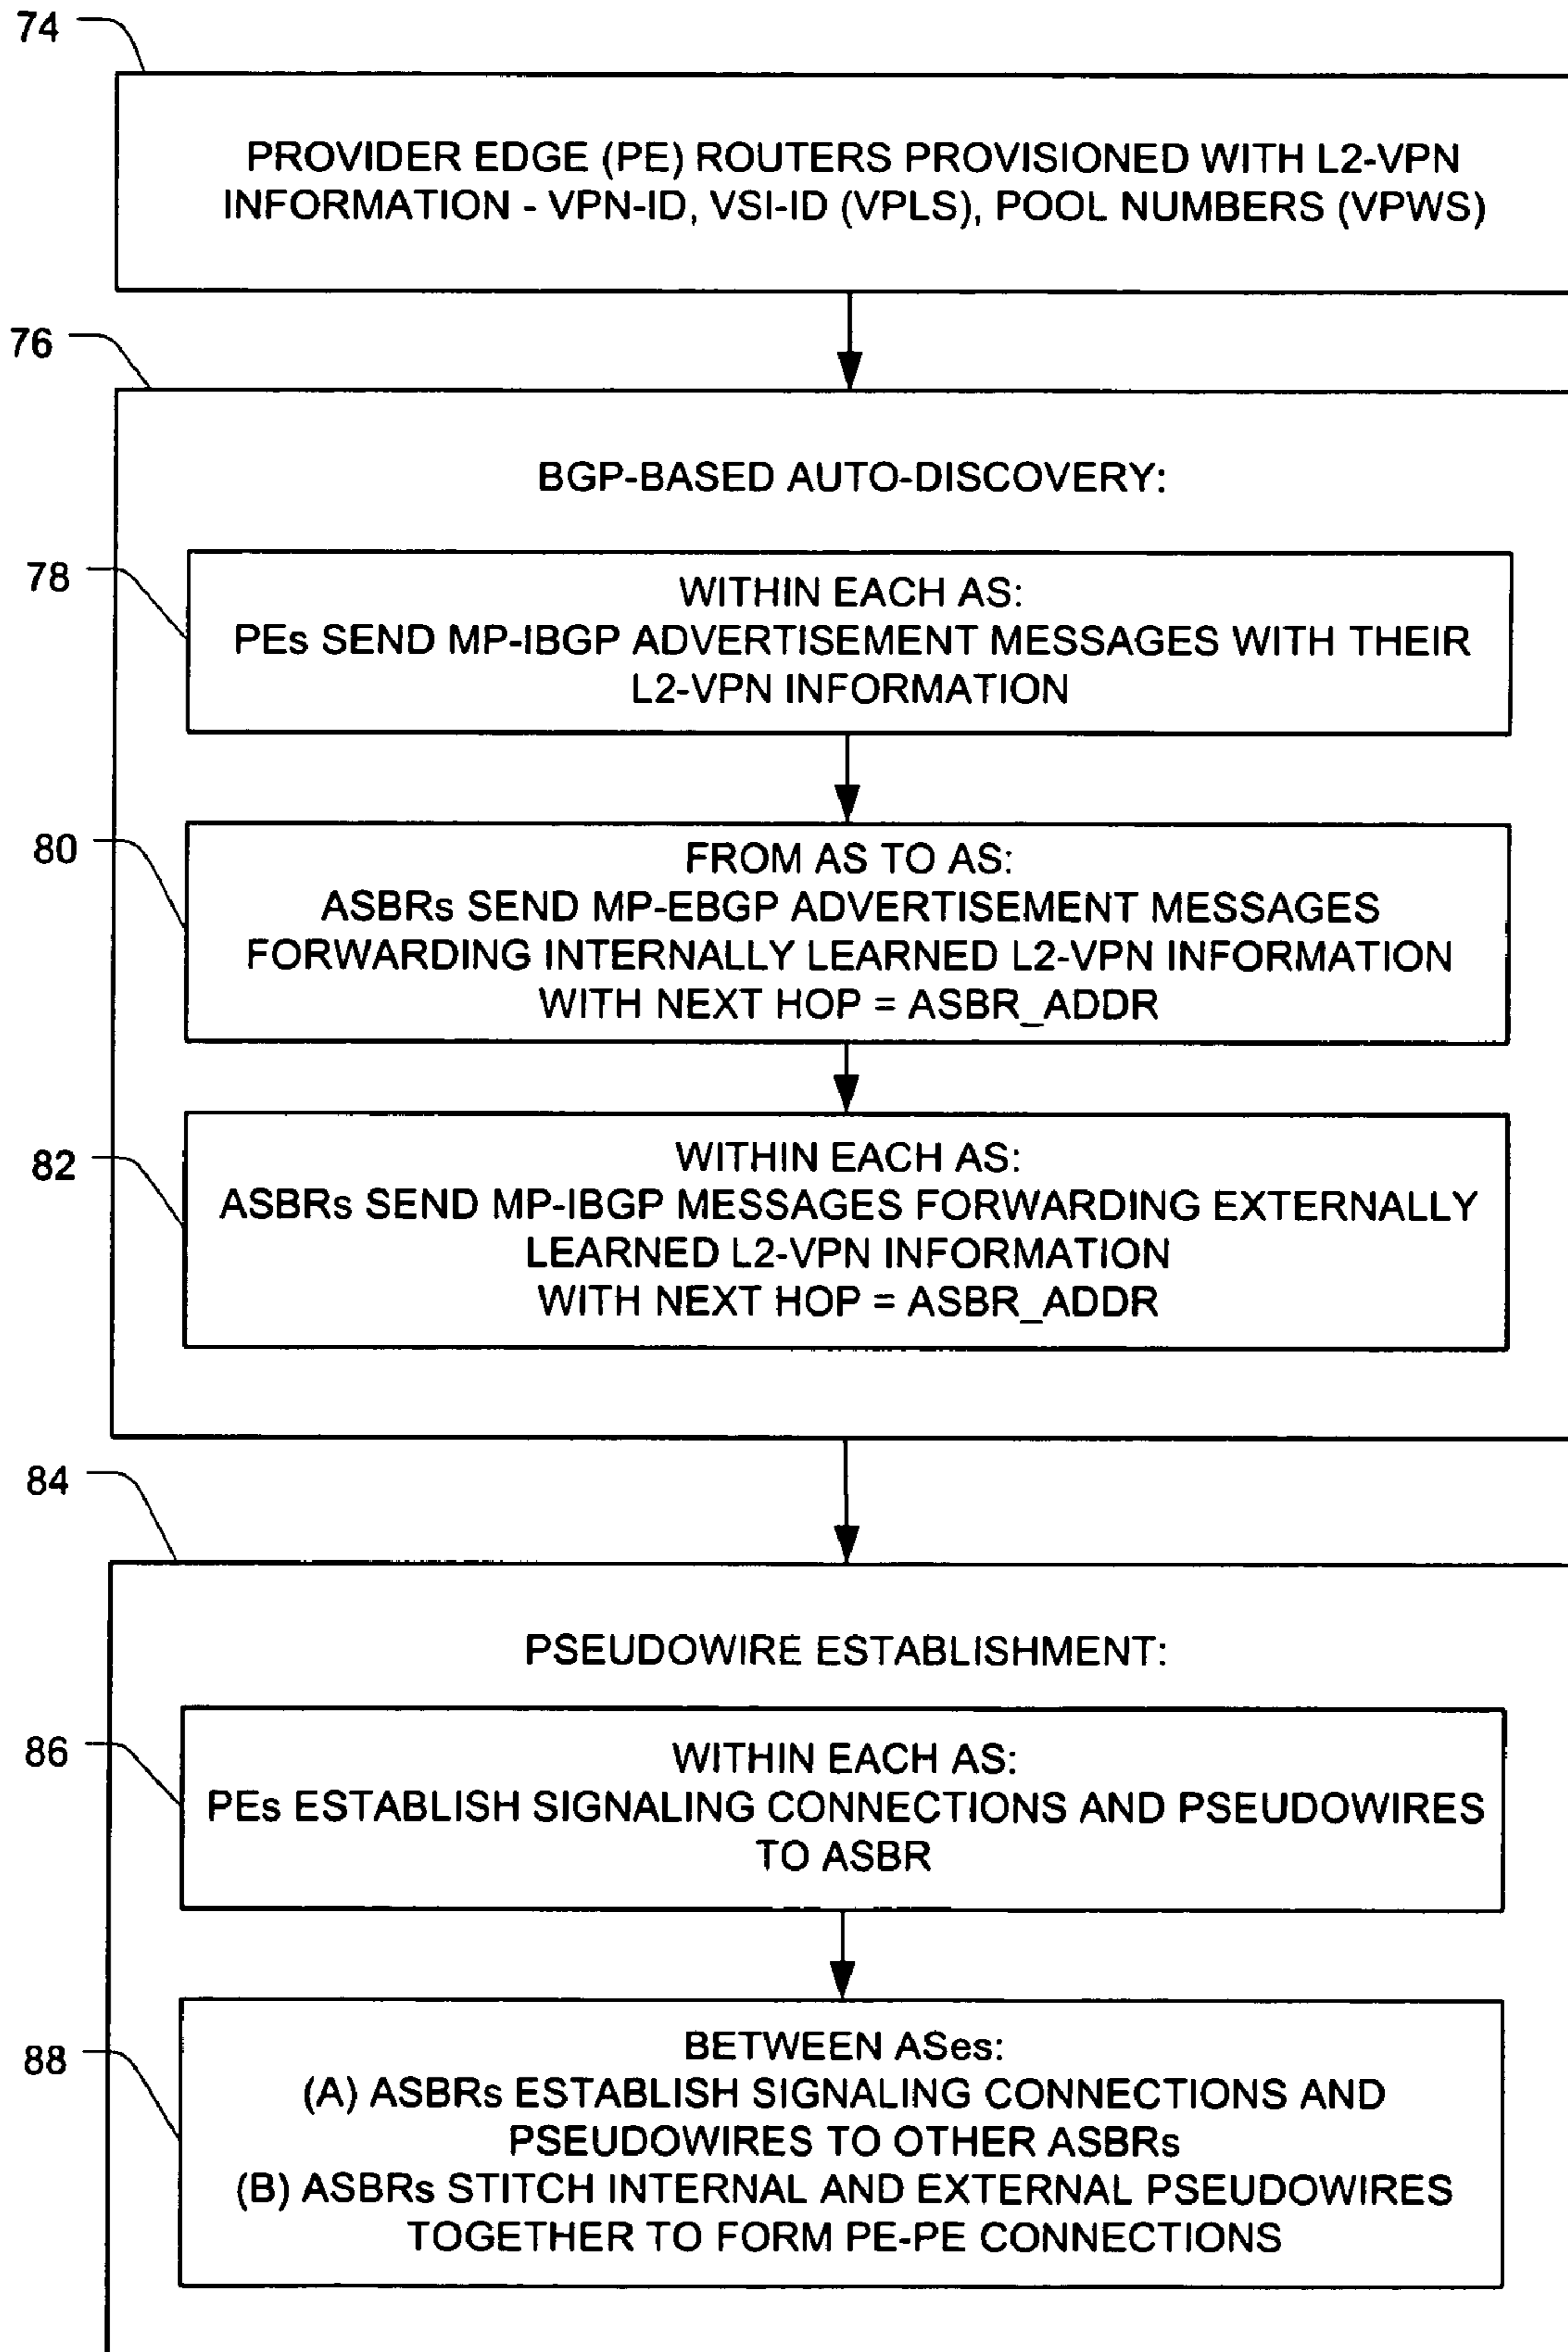 74
PROVIDER EDGE (PE) ROUTERS PROVISIONED WITH L2-VPN
INFORMATION - VPN-ID, VSI-ID (VPLS), POOL NUMBERS (VPWS)
76
BGP-BASED AUTO-DISCOVERY:
78
WITHIN EACH AS:
PEs SEND MP-IBGP ADVERTISEMENT MESSAGES WITH THEIR
L2-VPN INFORMATION
80
FROM AS TO AS:
ASBRs SEND MP-EBGP ADVERTISEMENT MESSAGES
FORWARDING INTERNALLY LEARNED L2-VPN INFORMATION
WITH NEXT HOP = ASBR_ADDR
82
WITHIN EACH AS:
ASBRs SEND MP-IBGP MESSAGES FORWARDING EXTERNALLY
LEARNED L2-VPN INFORMATION
WITH NEXT HOP = ASBR_ADDR
84
PSEUDOWIRE ESTABLISHMENT:
86
WITHIN EACH AS:
PEs ESTABLISH SIGNALING CONNECTIONS AND PSEUDOWIRES
TO ASBR
88
BETWEEN ASes:
(A) ASBRs ESTABLISH SIGNALING CONNECTIONS AND
PSEUDOWIRES TO OTHER ASBRs
(B) ASBRs STITCH INTERNAL AND EXTERNAL PSEUDOWIRES
TOGETHER TO FORM PE-PE CONNECTIONS